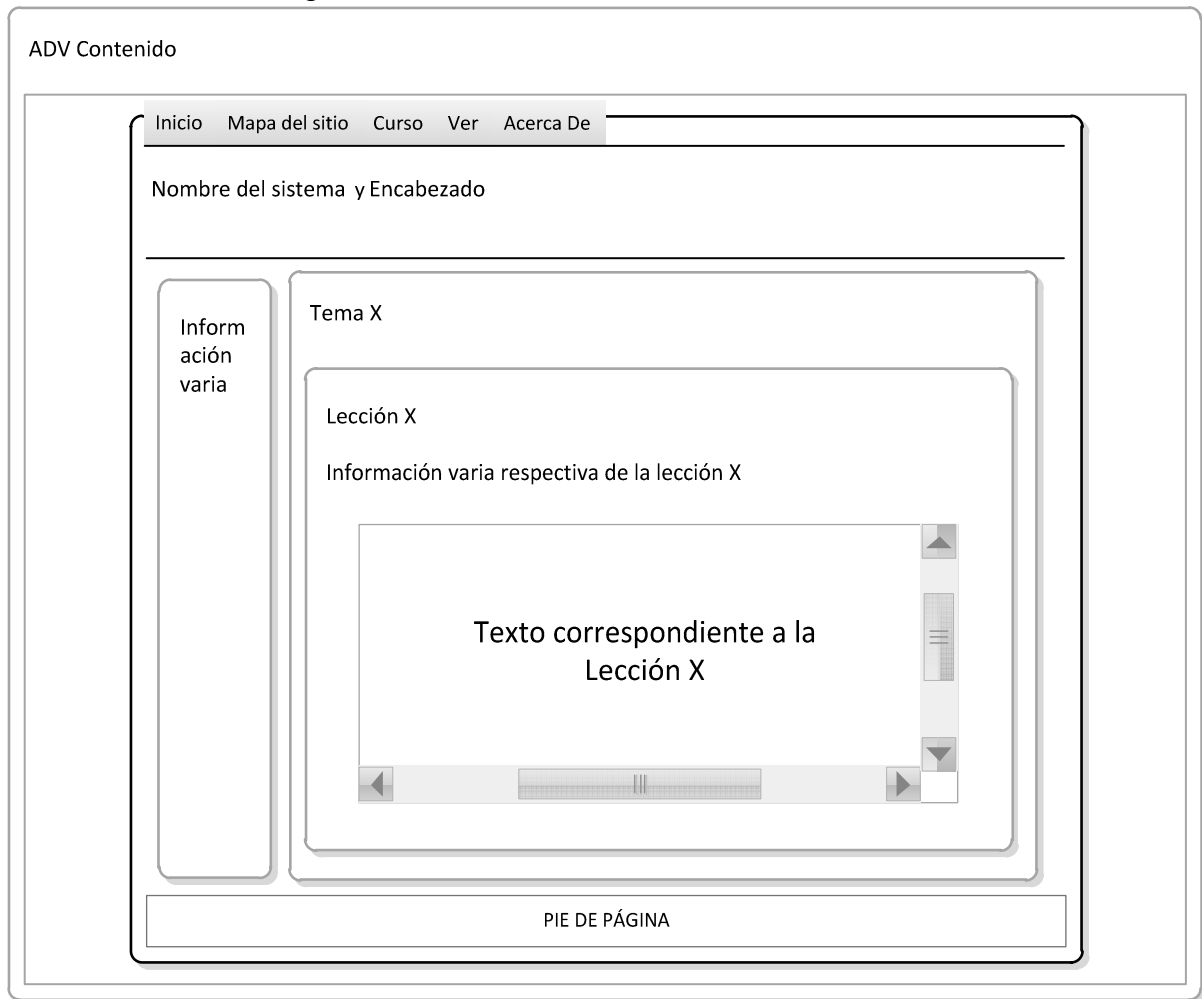 ADV Contenido
Inicio Mapa del sitio Curso Ver Acerca De
Nombre del sistema y Encabezado
Inform
ación
varia
Tema X
Lección X
Información varia respectiva de la lección X
Texto correspondiente a la
Lección X
PIE DE PÁGINA